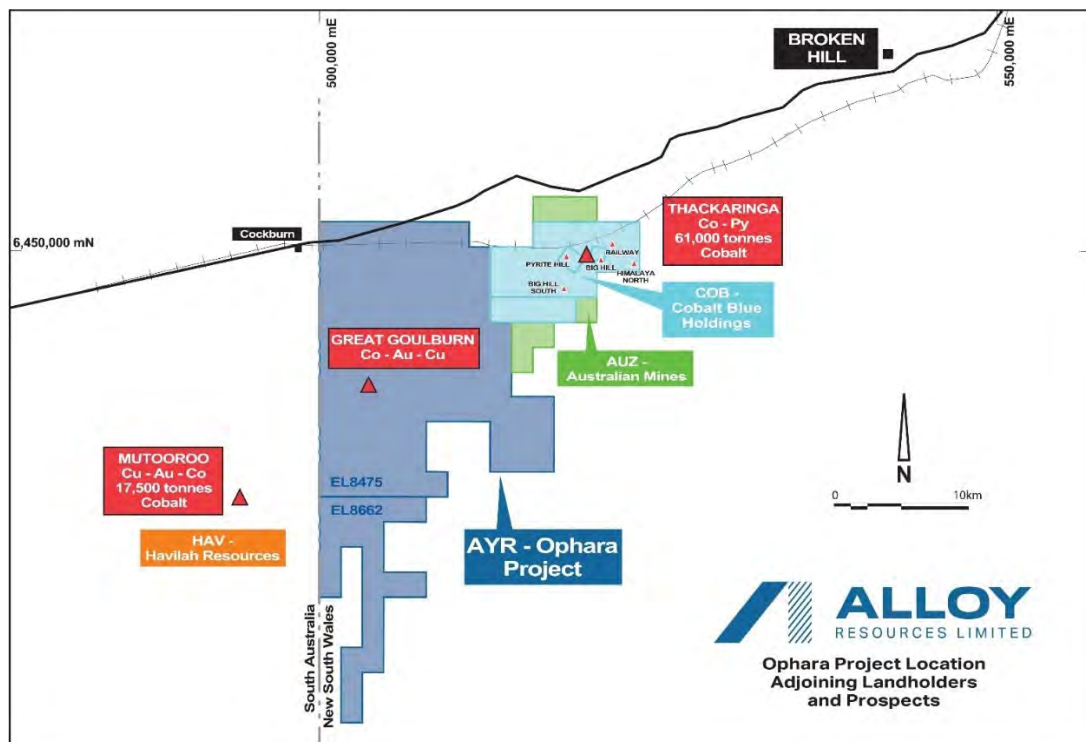 500,000 mE
BROKEN
HILL
550,000 mE
6,450,000 mN
Cockburn
THACKARINGA
Co - Py
61,000 tonnes
Cobalt
RAILWAY
PYRITE HILL
BIG HILL
HIMALAYA
NORTH
BIG HILL
SOUTH
COB -
Cobalt Blue
Holdings
GREAT GOULBURN
Co - Au - Cu
AUZ -
Australian Mines
MUTOOROO
Cu - Au - Co
17,500 tonnes
Cobalt
HAV -
Havilah Resources
EL8475
EL8662
AYR - Ophara
Project
N
0 10km
South Australia
New South Wales
ALLOY
RESOURCES LIMITED
Ophara Project Location
Adjoining Landholders
and Prospects